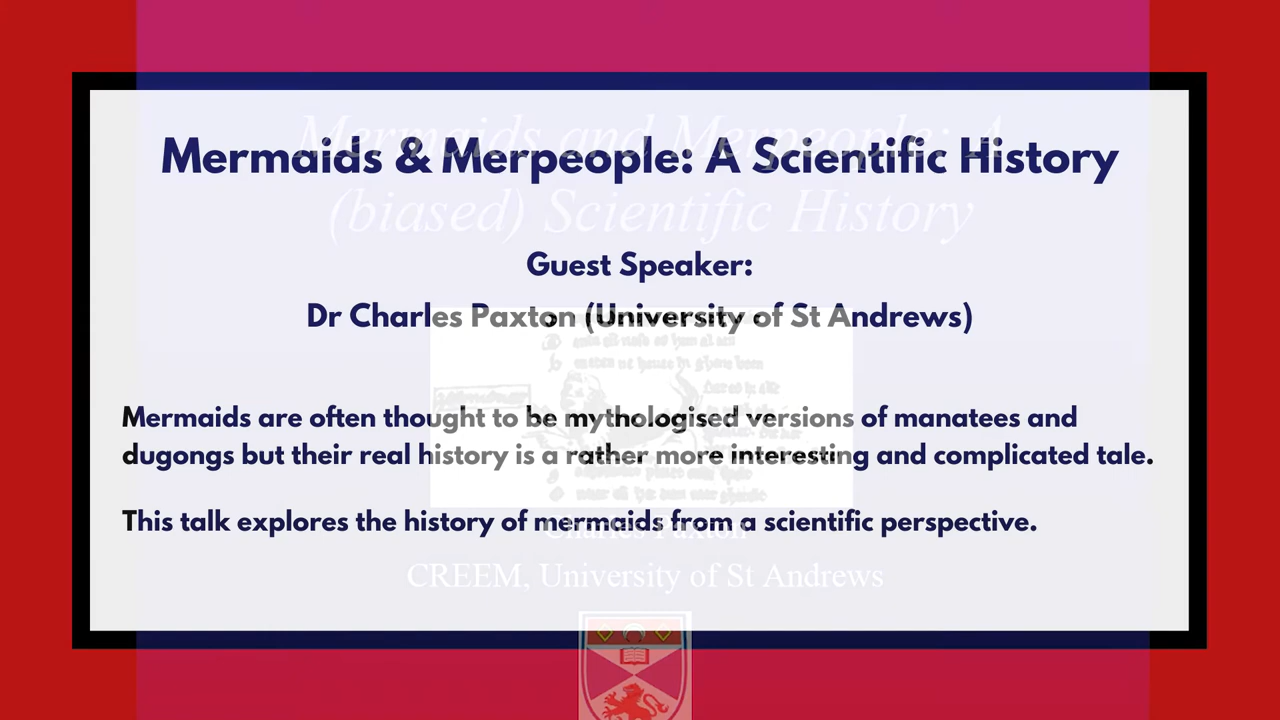 Mermaids and Merpeople: A
Mermaids & Merpeople: A Scientific History
(biased) Scientific History
Guest Speaker:
Dr Charles Paxton (University of St Andrews)
Mermaids are often thought to be mythologised versions of manatees and
dugongs but their real history is a rather more interesting and complicated tale.
This talk explores the history of mermaids from a scientific perspective.
Charles Paxton
CREEM, University of St Andrews